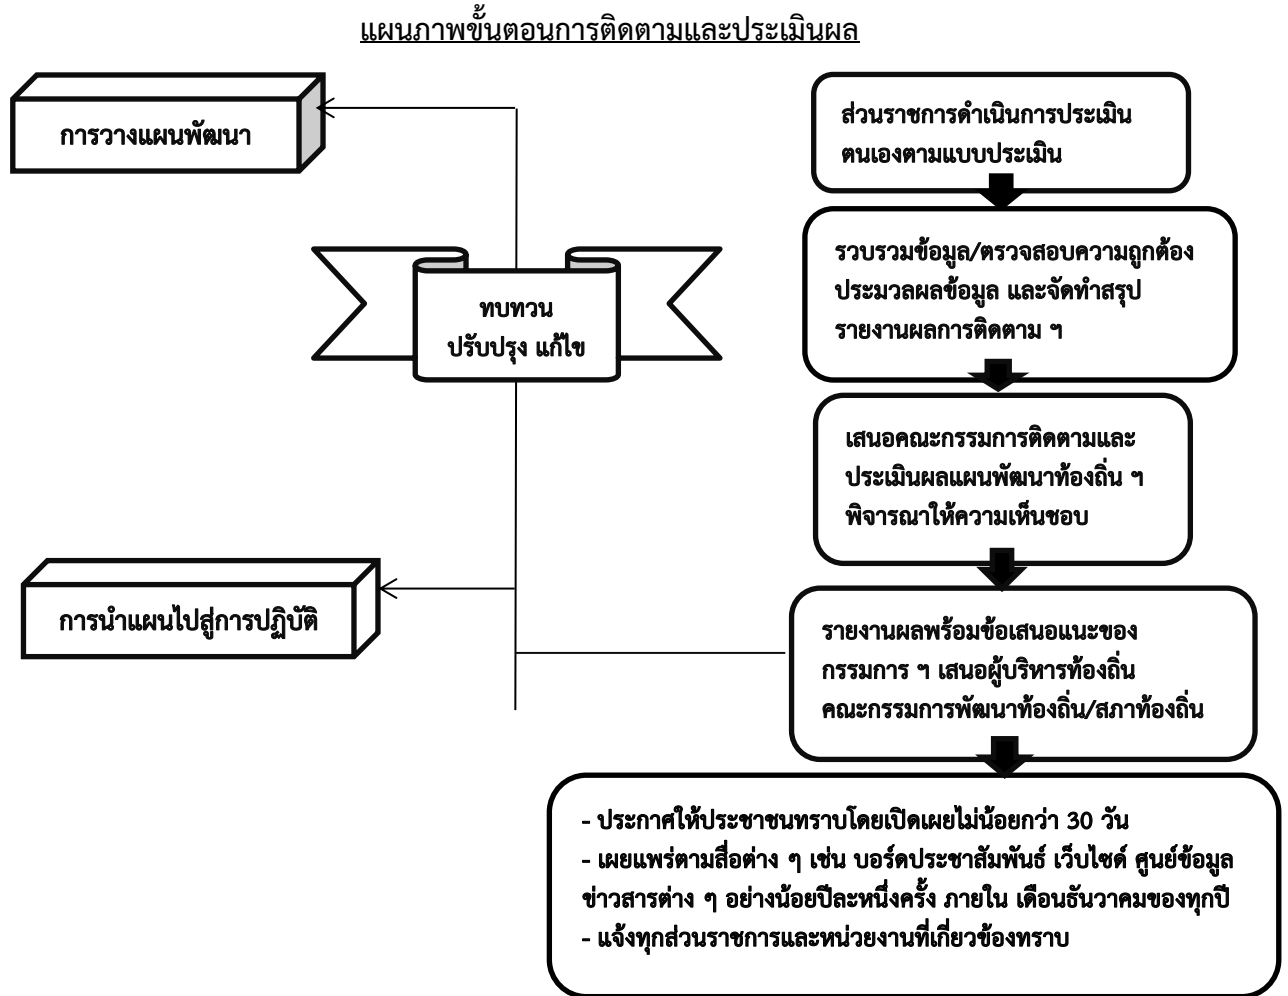 แผนภาพขั้นตอนการติดตามและประเมินผล
การวางแผนพัฒนา
ส่วนราชการดำเนินการประเมิน
ตนเองตามแบบประเมิน
รวบรวมข้อมูล/ตรวจสอบความถูกต้อง
ประมวลผลข้อมูล และจัดทำสรุป
รายงานผลการติดตาม ฯ
ทบทวน
ปรับปรุง แก้ไข
เสนอคณะกรรมการติดตามและ
ประเมินผลแผนพัฒนาท้องถิ่น ฯ
พิจารณาให้ความเห็นชอบ
การนำแผนไปสู่การปฏิบัติ
รายงานผลพร้อมข้อเสนอแนะของ
กรรมการ ฯ เสนอผู้บริหารท้องถิ่น
คณะกรรมการพัฒนาท้องถิ่น/สภาท้องถิ่น
- ประกาศให้ประชาชนทราบโดยเปิดเผยไม่น้อยกว่า 30 วัน
- เผยแพร่ตามสื่อต่าง ๆ เช่น บอร์ดประชาสัมพันธ์ เว็บไซด์ ศูนย์ข้อมูล
ข่าวสารต่าง ๆ อย่างน้อยปีละหนึ่งครั้ง ภายใน เดือนธันวาคมของทุกปี
- แจ้งทุกส่วนราชการและหน่วยงานที่เกี่ยวข้องทราบ